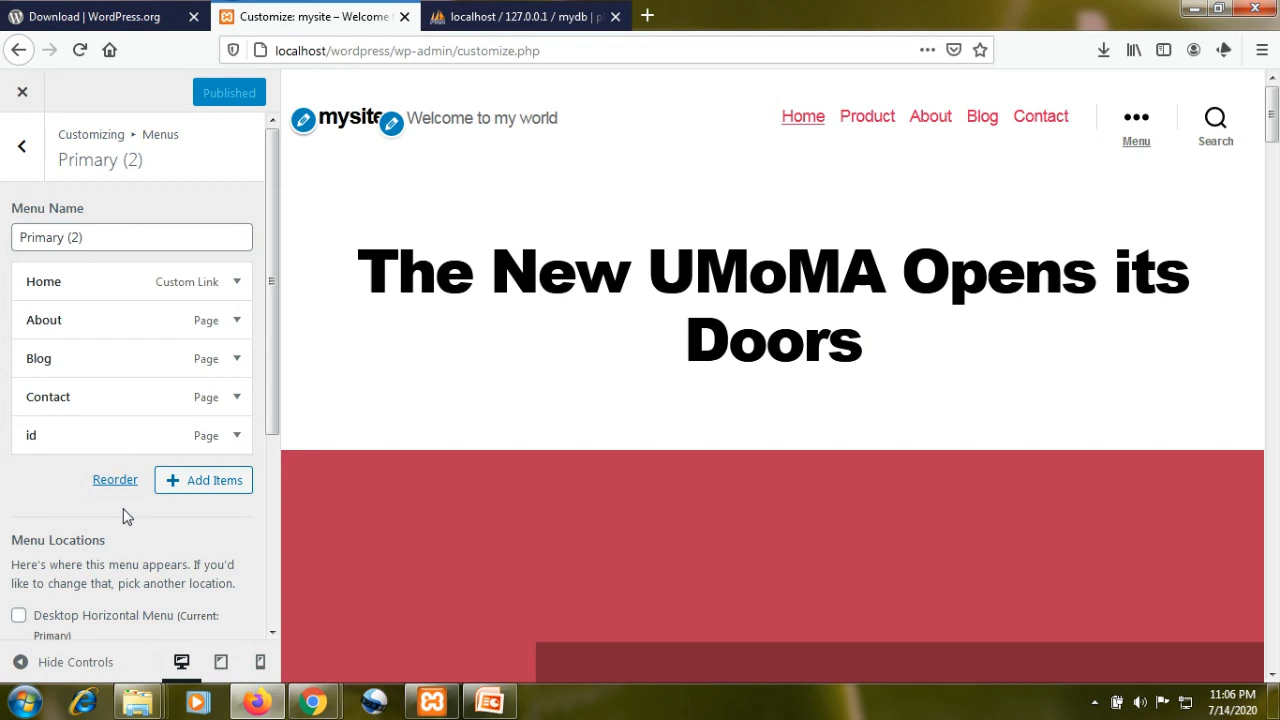 Download | WordPress.org
Customize: mysite – Welcome
localhost / 127.0.0.1 / mydb |
localhost/wordpress/wp-admin/customize.php
Published
Customizing ▸ Menus
Primary (2)
Menu Name
Primary (2)
Home Custom Link
About Page
Blog Page
Contact Page
id Page
Reorder
+ Add Items
Menu Locations
Here's where this menu appears. If you'd
like to change that, pick another location.
Desktop Horizontal Menu (Current:
Primary)
Hide Controls
mysite
Welcome to my world
Home Product About Blog Contact
Menu
Search
The New UMoMA Opens its
Doors
11:06 PM
7/14/2020